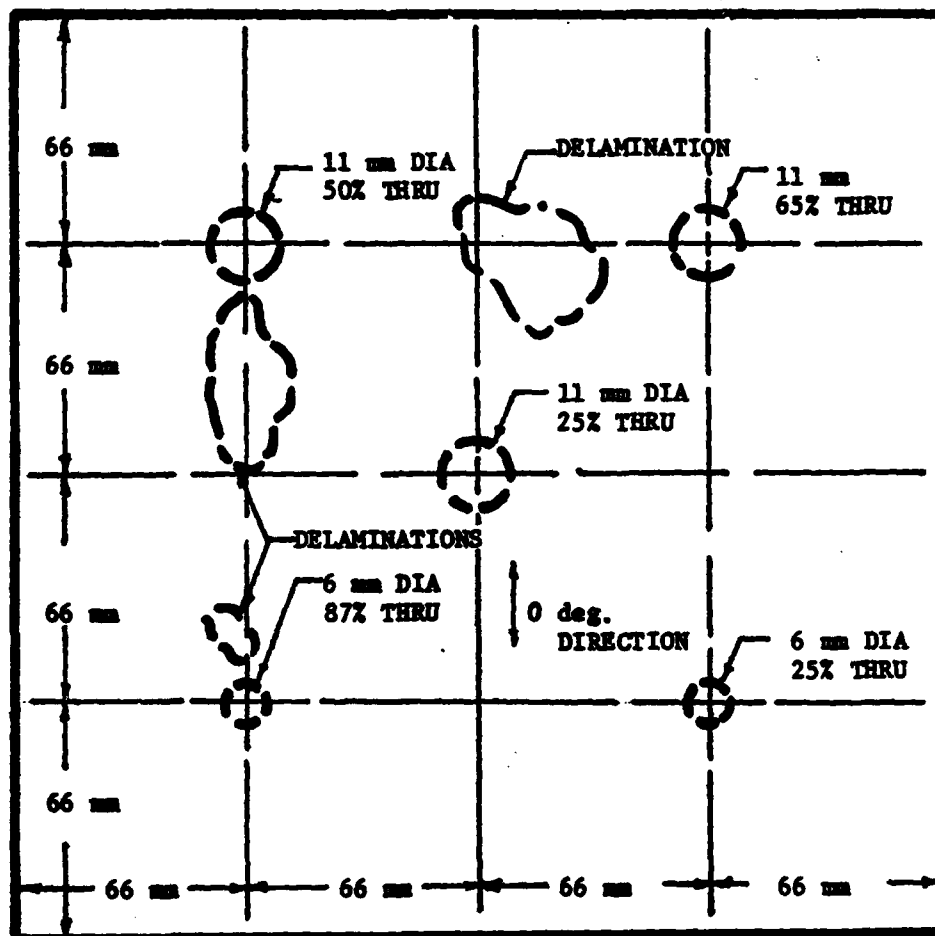 66 mm
11 mm DIA
50% THRU
DELAMINATION
11 mm
65% THRU
66 mm
11 mm DIA
25% THRU
DELAMINATIONS
6 mm DIA
87% THRU
66 mm
0 deg.
DIRECTION
6 mm DIA
25% THRU
66 mm
66 mm
66 mm
66 mm
66 mm